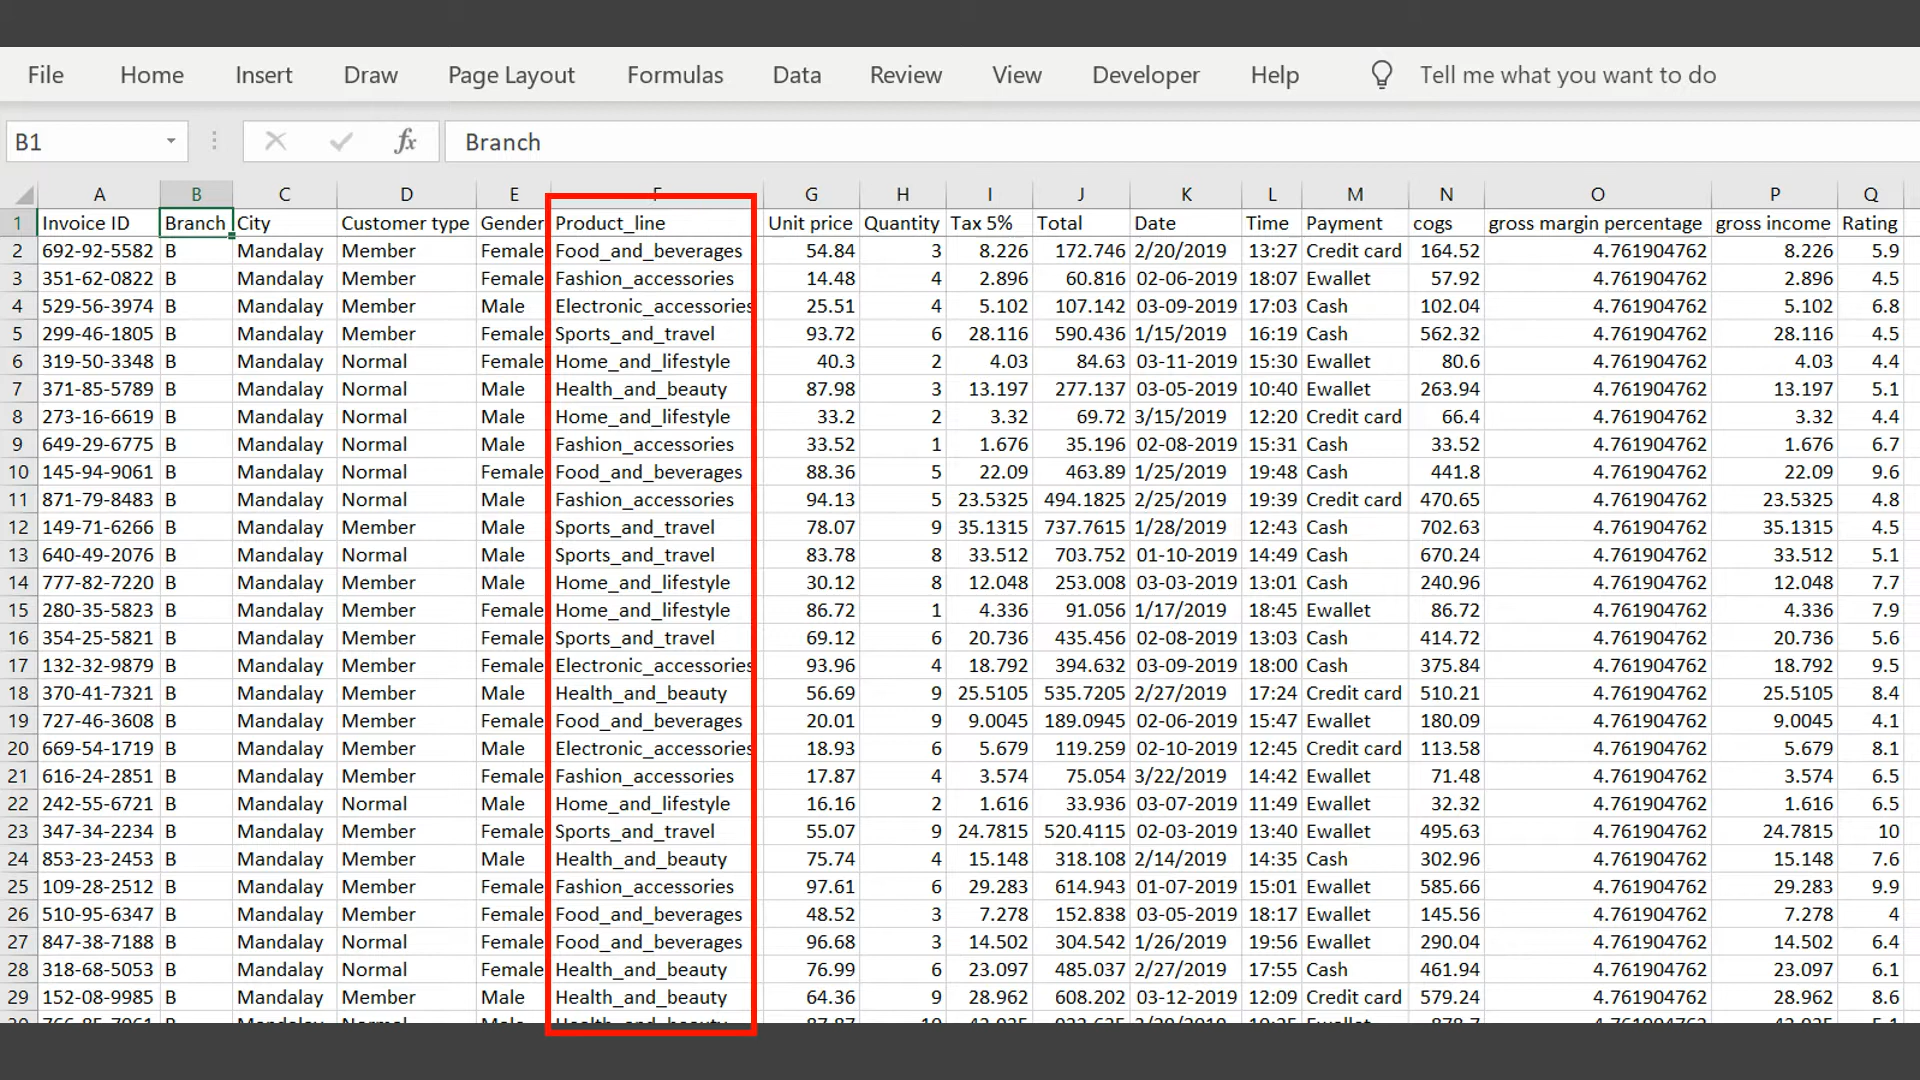 File Home Insert Draw Page Layout Formulas Data Review View Developer Help Tell me what you want to do
B1 fx Branch
A B C D E F G H I J K L M N O P Q
1 Invoice ID Branch City Customer type Gender Product_line Unit price Quantity Tax 5% Total Date Time Payment cogs gross margin percentage gross income Rating
2 692-92-5582 B Mandalay Member Female Food_and_beverages 54.84 3 8.226 172.746 2/20/2019 13:27 Credit card 164.52 4.761904762 8.226 5.9
3 351-62-0822 B Mandalay Member Female Fashion_accessories 14.48 4 2.896 60.816 02-06-2019 18:07 Ewallet 57.92 4.761904762 2.896 4.5
4 529-56-3974 B Mandalay Member Male Electronic_accessories 25.51 4 5.102 107.142 03-09-2019 17:03 Cash 102.04 4.761904762 5.102 6.8
5 299-46-1805 B Mandalay Member Female Sports_and_travel 93.72 6 28.116 590.436 1/15/2019 16:19 Cash 562.32 4.761904762 28.116 4.5
6 319-50-3348 B Mandalay Normal Female Home_and_lifestyle 40.3 2 4.03 84.63 03-11-2019 15:30 Ewallet 80.6 4.761904762 4.03 4.4
7 371-85-5789 B Mandalay Normal Male Health_and_beauty 87.98 3 13.197 277.137 03-05-2019 10:40 Ewallet 263.94 4.761904762 13.197 5.1
8 273-16-6619 B Mandalay Normal Male Home_and_lifestyle 33.2 2 3.32 69.72 3/15/2019 12:20 Credit card 66.4 4.761904762 3.32 4.4
9 649-29-6775 B Mandalay Normal Male Fashion_accessories 33.52 1 1.676 35.196 02-08-2019 15:31 Cash 33.52 4.761904762 1.676 6.7
10 145-94-9061 B Mandalay Normal Female Food_and_beverages 88.36 5 22.09 463.89 1/25/2019 19:48 Cash 441.8 4.761904762 22.09 9.6
11 871-79-8483 B Mandalay Normal Male Fashion_accessories 94.13 5 23.5325 494.1825 2/25/2019 19:39 Credit card 470.65 4.761904762 23.5325 4.8
12 149-71-6266 B Mandalay Member Male Sports_and_travel 78.07 9 35.1315 737.7615 1/28/2019 12:43 Cash 702.63 4.761904762 35.1315 4.5
13 640-49-2076 B Mandalay Normal Male Sports_and_travel 83.78 8 33.512 703.752 01-10-2019 14:49 Cash 670.24 4.761904762 33.512 5.1
14 777-82-7220 B Mandalay Member Male Home_and_lifestyle 30.12 8 12.048 253.008 03-03-2019 13:01 Cash 240.96 4.761904762 12.048 7.7
15 280-35-5823 B Mandalay Member Female Home_and_lifestyle 86.72 1 4.336 91.056 1/17/2019 18:45 Ewallet 86.72 4.761904762 4.336 7.9
16 354-25-5821 B Mandalay Member Female Sports_and_travel 69.12 6 20.736 435.456 02-08-2019 13:03 Cash 414.72 4.761904762 20.736 5.6
17 132-32-9879 B Mandalay Member Female Electronic_accessories 93.96 4 18.792 394.632 03-09-2019 18:00 Cash 375.84 4.761904762 18.792 9.5
18 370-41-7321 B Mandalay Member Male Health_and_beauty 56.69 9 25.5105 535.7205 2/27/2019 17:24 Credit card 510.21 4.761904762 25.5105 8.4
19 727-46-3608 B Mandalay Member Female Food_and_beverages 20.01 9 9.0045 189.0945 02-06-2019 15:47 Ewallet 180.09 4.761904762 9.0045 4.1
20 669-54-1719 B Mandalay Member Male Electronic_accessories 18.93 6 5.679 119.259 02-10-2019 12:45 Credit card 113.58 4.761904762 5.679 8.1
21 616-24-2851 B Mandalay Member Female Fashion_accessories 17.87 4 3.574 75.054 3/22/2019 14:42 Ewallet 71.48 4.761904762 3.574 6.5
22 242-55-6721 B Mandalay Normal Male Home_and_lifestyle 16.16 2 1.616 33.936 03-07-2019 11:49 Ewallet 32.32 4.761904762 1.616 6.5
23 347-34-2234 B Mandalay Member Female Sports_and_travel 55.07 9 24.7815 520.4115 02-03-2019 13:40 Ewallet 495.63 4.761904762 24.7815 10
24 853-23-2453 B Mandalay Member Male Health_and_beauty 75.74 4 15.148 318.108 2/14/2019 14:35 Cash 302.96 4.761904762 15.148 7.6
25 109-28-2512 B Mandalay Member Female Fashion_accessories 97.61 6 29.283 614.943 01-07-2019 15:01 Ewallet 585.66 4.761904762 29.283 9.9
26 510-95-6347 B Mandalay Member Female Food_and_beverages 48.52 3 7.278 152.838 03-05-2019 18:17 Ewallet 145.56 4.761904762 7.278 4
27 847-38-7188 B Mandalay Normal Female Food_and_beverages 96.68 3 14.502 304.542 1/26/2019 19:56 Ewallet 290.04 4.761904762 14.502 6.4
28 318-68-5053 B Mandalay Normal Female Health_and_beauty 76.99 6 23.097 485.037 2/27/2019 17:55 Cash 461.94 4.761904762 23.097 6.1
29 152-08-9985 B Mandalay Member Male Health_and_beauty 64.36 9 28.962 608.202 03-12-2019 12:09 Credit card 579.24 4.761904762 28.962 8.6